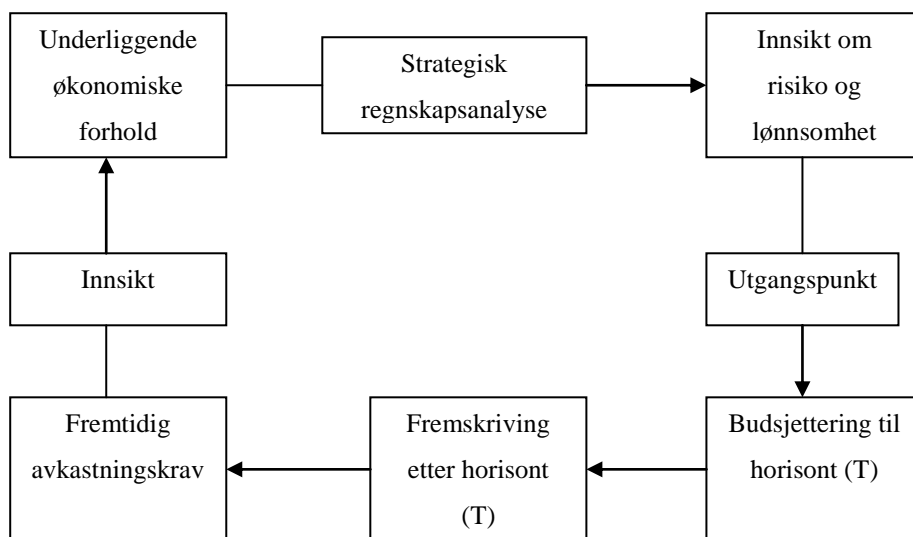 Underliggende
økonomiske
forhold
Strategisk
regnskapsanalyse
Innsikt om
risiko og
lønnsomhet
Innsikt
Utgangspunkt
Fremtidig
avkastningskrav
Fremskriving
etter horisont
(T)
Budsjettering til
horisont (T)